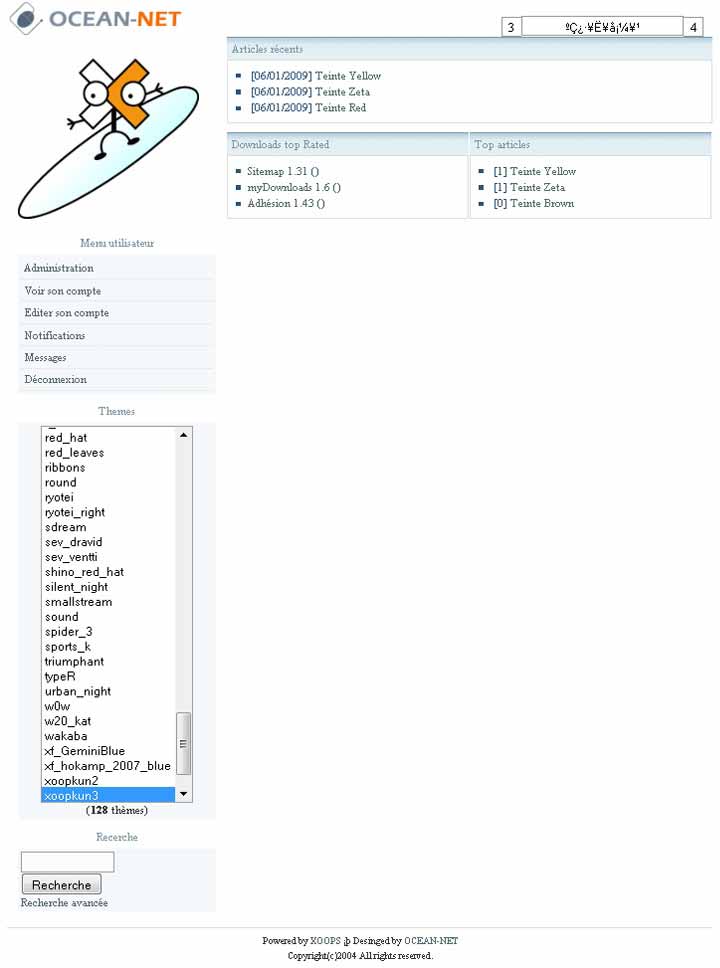 OCEAN-NET
3 ºÇ¿·¥Ë¥å¡¼¥¹ 4
Articles récents
[06/01/2009] Teinte Yellow
[06/01/2009] Teinte Zeta
[06/01/2009] Teinte Red
Downloads top Rated
Sitemap 1.31 ()
myDownloads 1.6 ()
Adhésion 1.43 ()
Top articles
[1] Teinte Yellow
[1] Teinte Zeta
[0] Teinte Brown
Menu utilisateur
Administration
Voir son compte
Editer son compte
Notifications
Messages
Déconnexion
Themes
red_hat
red_leaves
ribbons
round
ryotei
ryotei_right
sdream
sev_dravid
sev_ventti
shino_red_hat
silent_night
smallstream
sound
spider_3
sports_k
triumphant
typeR
urban_night
w0w
w20_kat
wakaba
xf_GeminiBlue
xf_hokamp_2007_blue
xoopkun2
xoopkun3
(128 thèmes)
Recerche
Recherche
Recherche avancée
Powered by XOOPS ;þ Desinged by OCEAN-NET
Copyright(c)2004 All rights reserved.